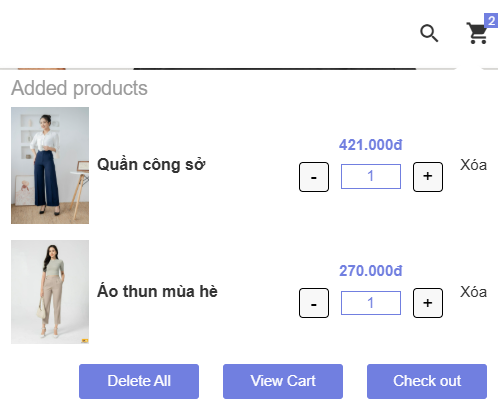 2
Added products
421.000đ
Quần công sở
- 1 +
Xóa
270.000đ
Áo thun mùa hè
- 1 +
Xóa
Delete All
View Cart
Check out